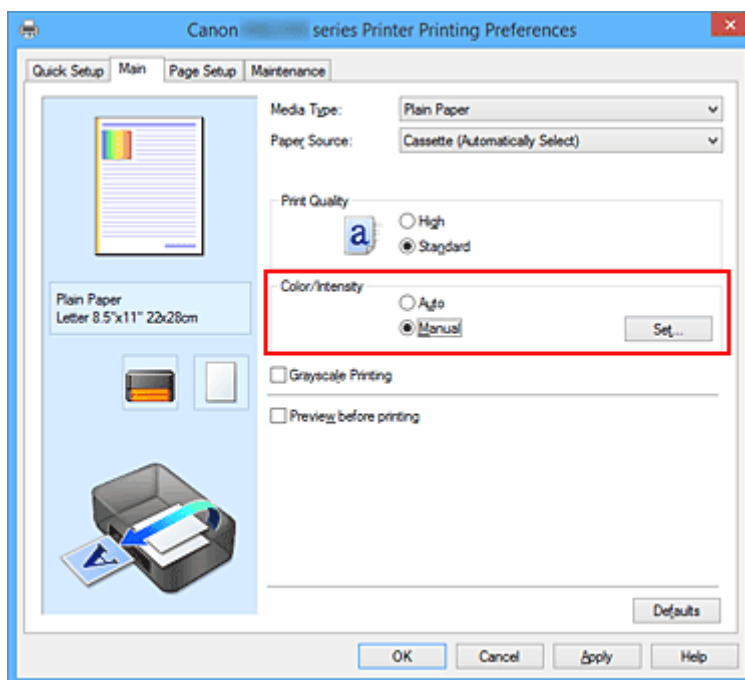 Canon series Printer Printing Preferences
Quick Setup Main Page Setup Maintenance
Media Type: Plain Paper
Paper Source: Cassette (Automatically Select)
Print Quality
a
High
Standard
Color/Intensity
Auto
Manual
Set...
Plain Paper
Letter 8.5"x11" 22x28cm
Grayscale Printing
Preview before printing
A
Defaults
OK Cancel Apply Help